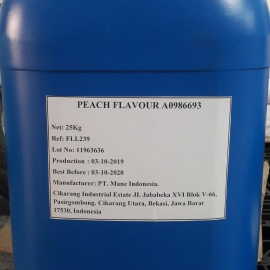 PEACH FLAVOUR A0986693
Net: 25Kg
Ref: FLL239
Lot No: 11963636
Production : 03-10-2019
Best Before : 03-10-2020
Manufacturer: PT. Mane Indonesia.
Cikarang Industrial Estate Jl. Jababeka XVI Blok V-66,
Pasirgombong, Cikarang Utara, Bekasi, Jawa Barat
17530, Indonesia